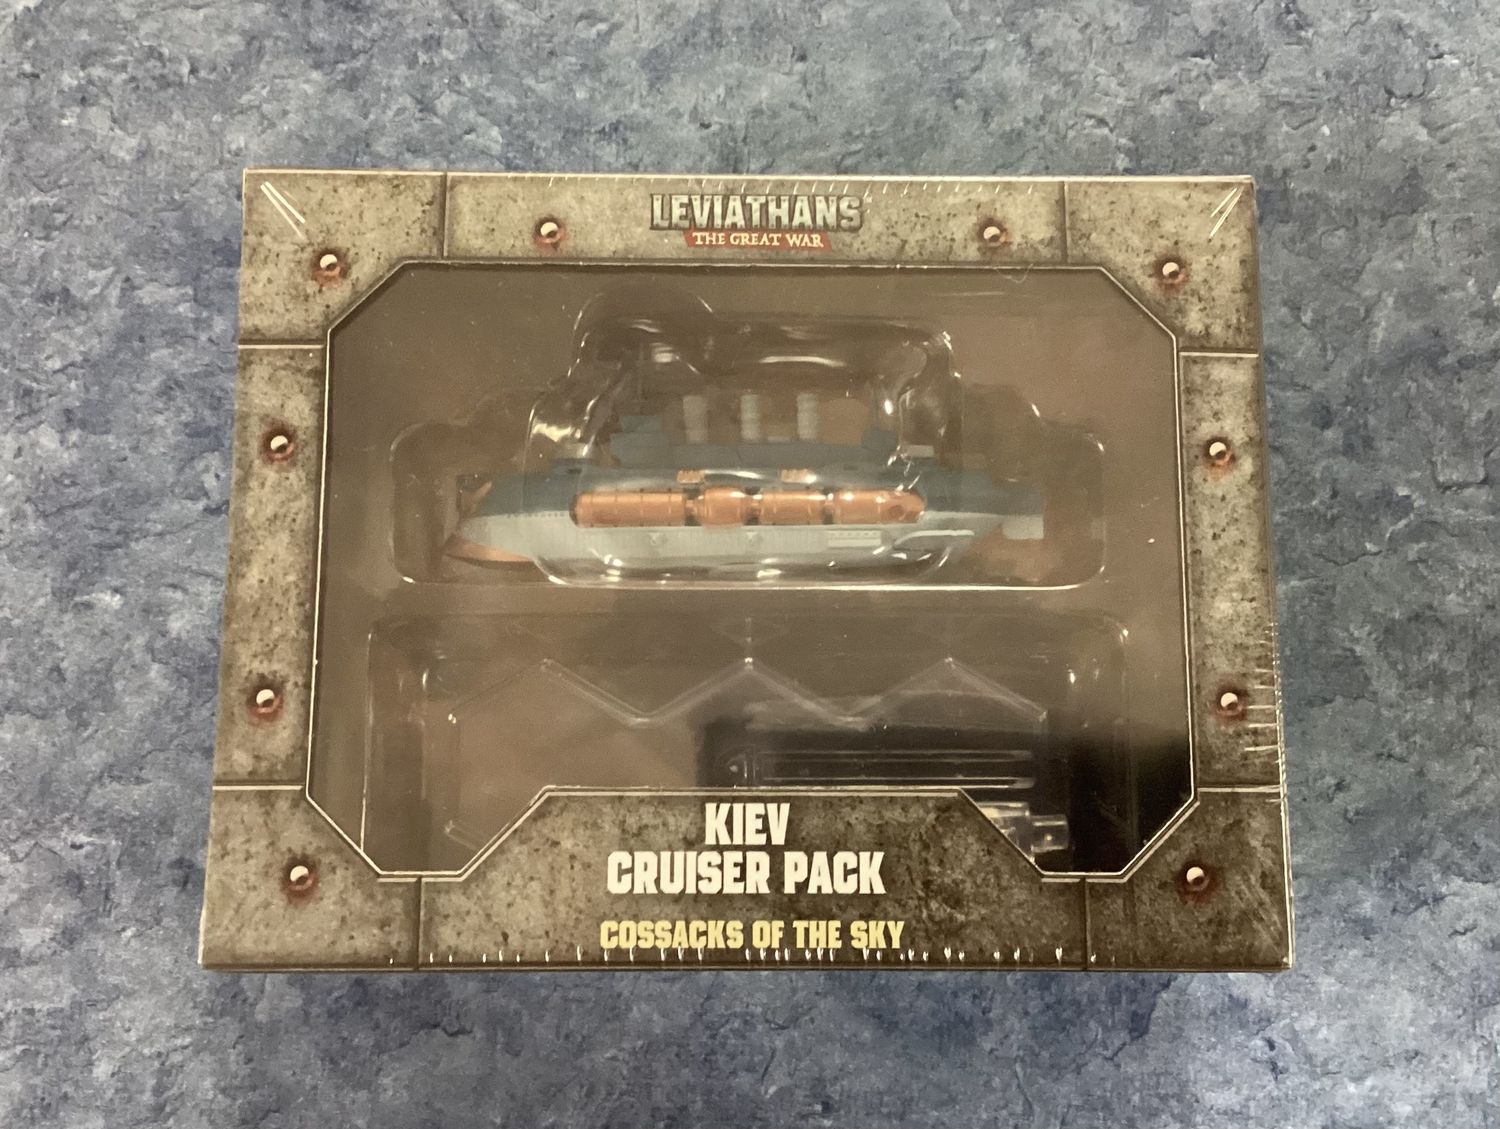 LEVIATHANS
THE GREAT WAR
KIEV
CRUISER PACK
COSSACKS OF THE SKY